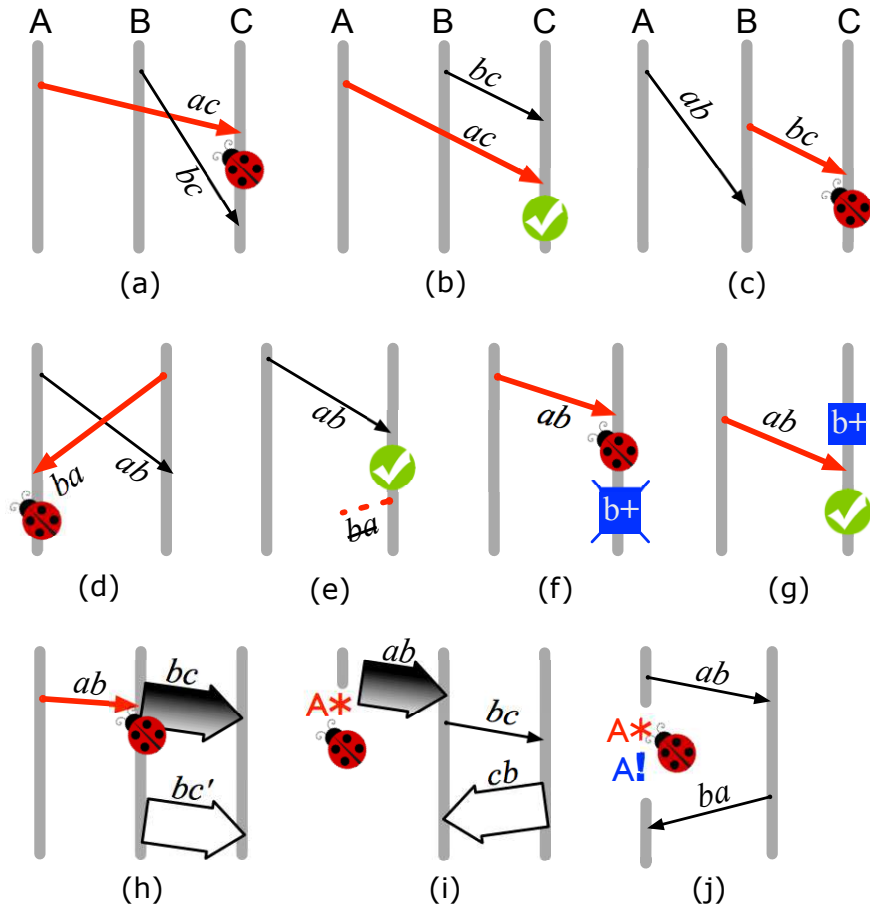 A B C A B C A B C
ac bc bc ac ab bc
(a) (b) (c)
ba ab ab ba ab b+ ab b+
(d) (e) (f) (g)
ab bc bc' ab A* bc cb ab A* A! ba
(h) (i) (j)